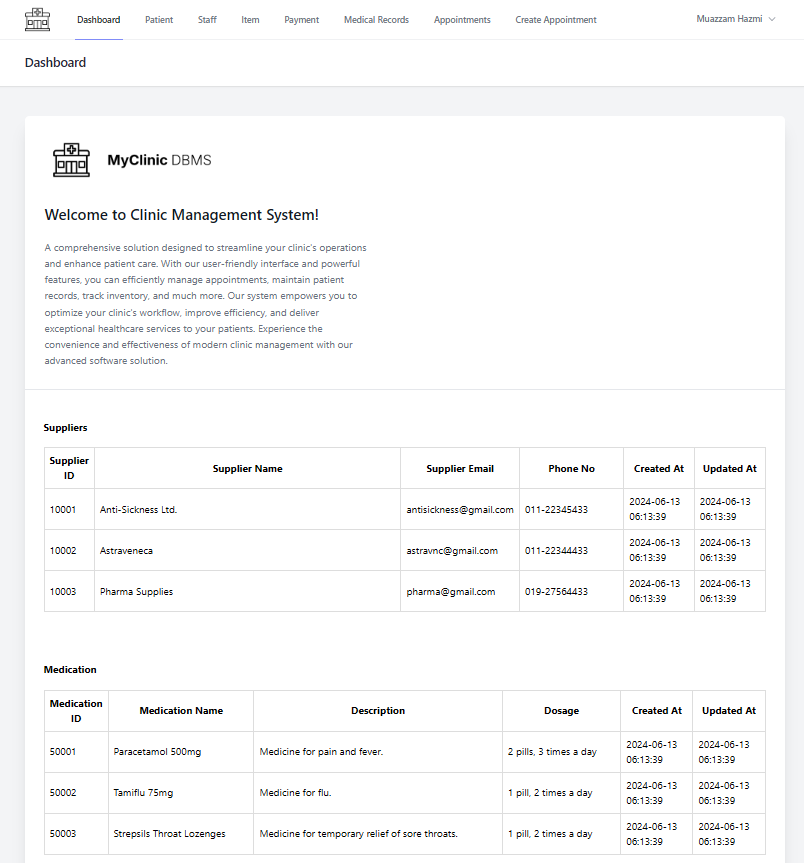 Dashboard Patient Staff Item Payment Medical Records Appointments Create Appointment Muazzam Hazmi
Dashboard
MyClinic DBMS
Welcome to Clinic Management System!
A comprehensive solution designed to streamline your clinic's operations
and enhance patient care. With our user-friendly interface and powerful
features, you can efficiently manage appointments, maintain patient
records, track inventory, and much more. Our system empowers you to
optimize your clinic's workflow, improve efficiency, and deliver
exceptional healthcare services to your patients. Experience the
convenience and effectiveness of modern clinic management with our
advanced software solution.
Suppliers
Supplier ID Supplier Name Supplier Email Phone No Created At Updated At
10001 Anti-Sickness Ltd. antisickness@gmail.com 011-22345433 2024-06-13 06:13:39 2024-06-13 06:13:39
10002 Astraveneca astravnc@gmail.com 011-22344433 2024-06-13 06:13:39 2024-06-13 06:13:39
10003 Pharma Supplies pharma@gmail.com 019-27564433 2024-06-13 06:13:39 2024-06-13 06:13:39
Medication
Medication ID Medication Name Description Dosage Created At Updated At
50001 Paracetamol 500mg Medicine for pain and fever. 2 pills, 3 times a day 2024-06-13 06:13:39 2024-06-13 06:13:39
50002 Tamiflu 75mg Medicine for flu. 1 pill, 2 times a day 2024-06-13 06:13:39 2024-06-13 06:13:39
50003 Strepsils Throat Lozenges Medicine for temporary relief of sore throats. 1 pill, 2 times a day 2024-06-13 06:13:39 2024-06-13 06:13:39